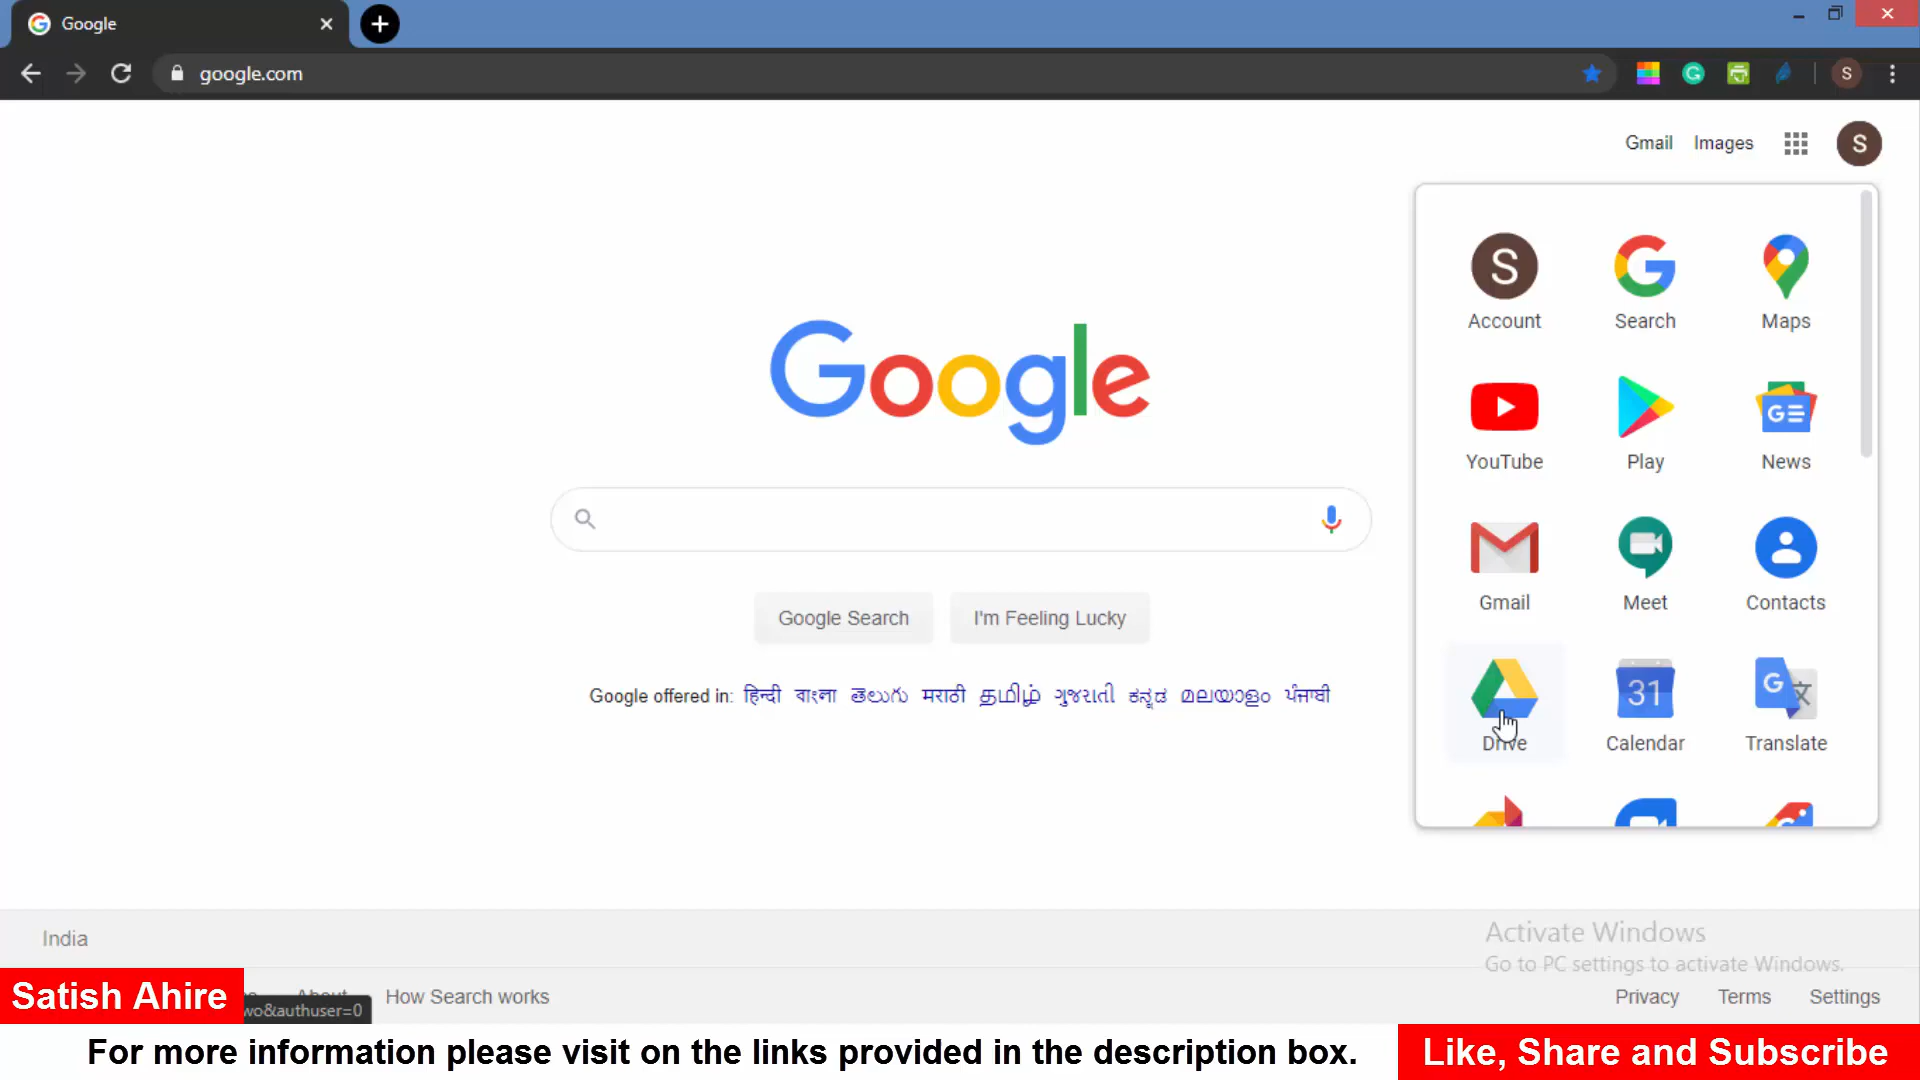 Google
google.com
S
Gmail Images
S
S
Account Search Maps
GE
YouTube Play News
Gmail Meet Contacts
31
G
Drive Calendar Translate
Google
Google Search I'm Feeling Lucky
Google offered in: हिन्दी বাংলা తెలుగు मराठी தமிழ் ગુજરાતી ಕನ್ನಡ മലയാളം ਪੰਜਾਬੀ
India
Activate Windows
Go to PC settings to activate Windows.
Satish Ahire
About How Search works
wo&authuser=0
Privacy Terms Settings
For more information please visit on the links provided in the description box.
Like, Share and Subscribe